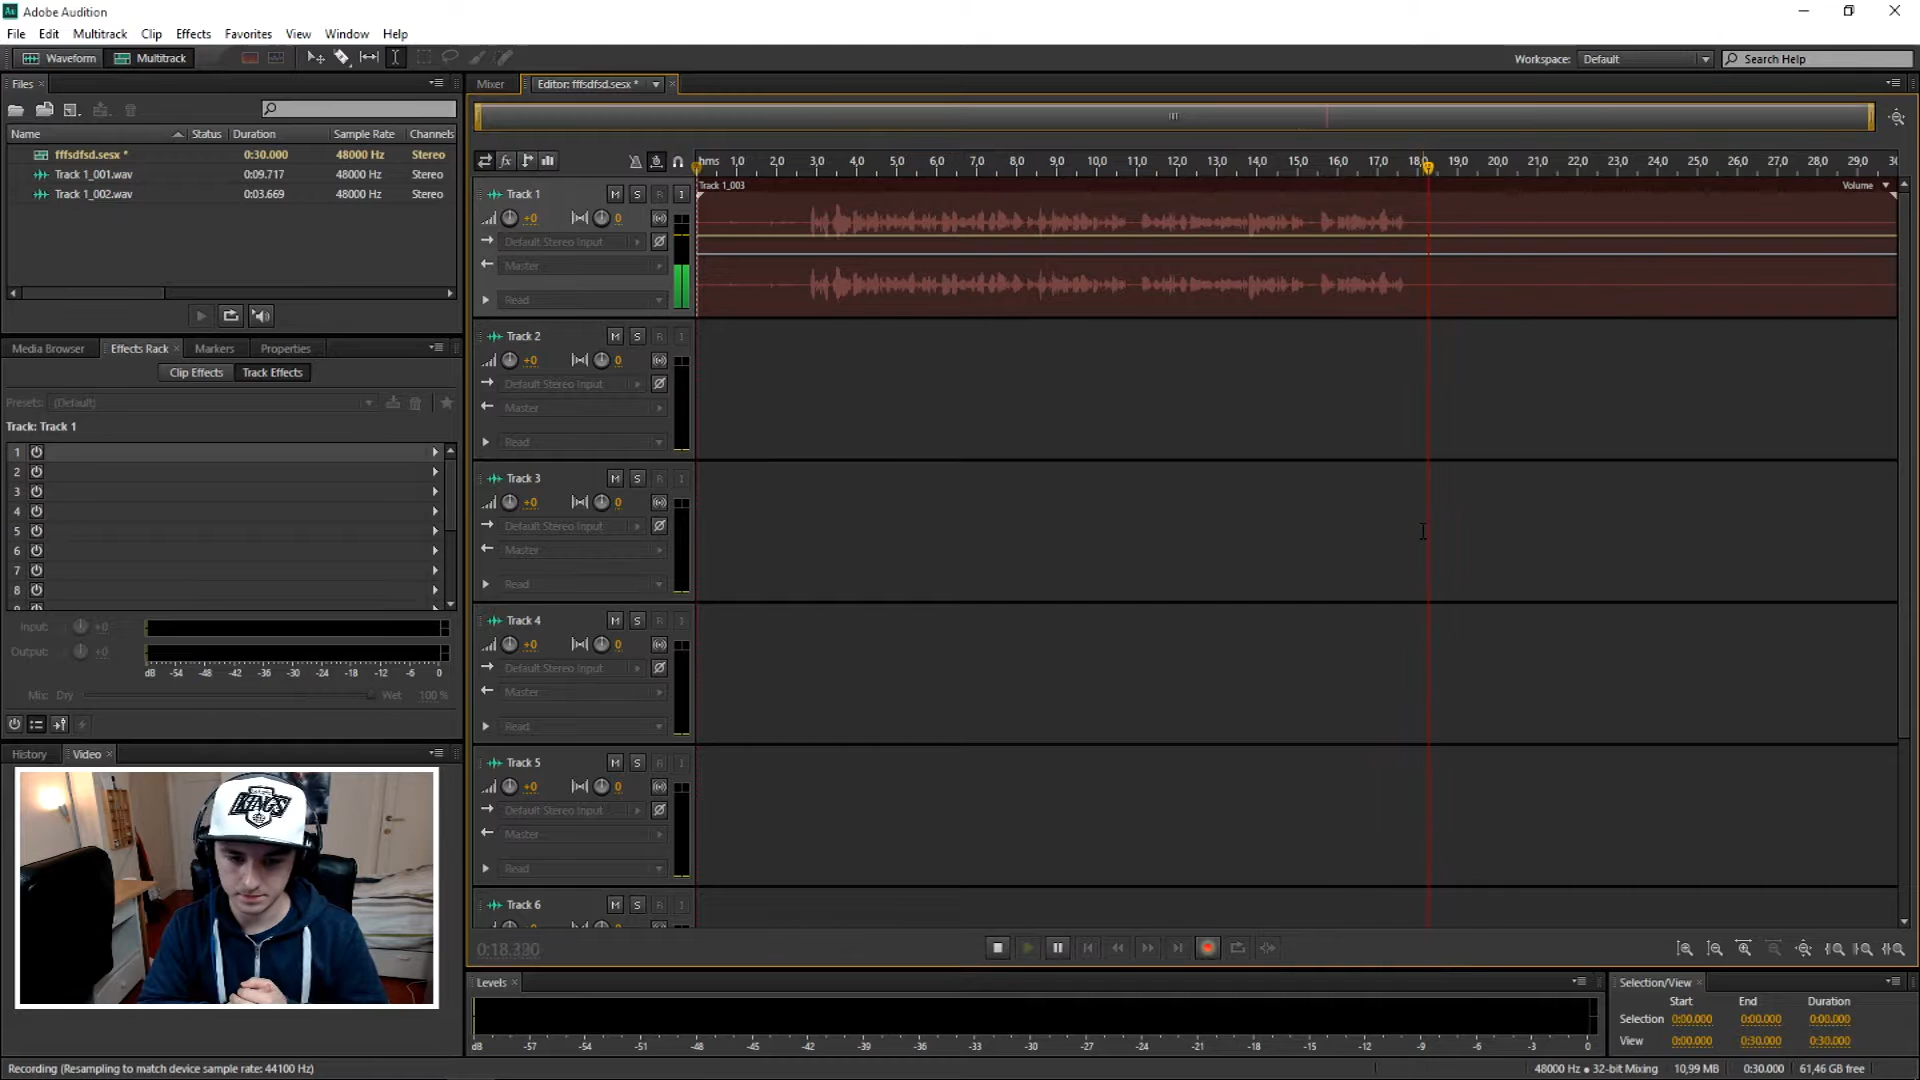 Adobe Audition
File Edit Multitrack Clip Effects Favorites View Window Help
Waveform Multitrack
Workspace: Default Search Help
Files
Name Status Duration Sample Rate Channels
fffsdfsd.sesx * 0:30.000 48000 Hz Stereo
Track 1_001.wav 0:09.717 48000 Hz Stereo
Track 1_002.wav 0:03.669 48000 Hz Stereo
Media Browser Effects Rack Markers Properties
Clip Effects Track Effects
Presets: (Default)
Track: Track 1
1
2
3
4
5
6
7
8
Input: +0
Output: +0
dB -54 -48 -42 -36 -30 -24 -18 -12 -6 0
Mix: Dry Wet 100 %
History Video
KINGS
Mixer Editor: fffsdfsd.sesx *
hms 1,0 2,0 3,0 4,0 5,0 6,0 7,0 8,0 9,0 10,0 11,0 12,0 13,0 14,0 15,0 16,0 17,0 18,0 19,0 20,0 21,0 22,0 23,0 24,0 25,0 26,0 27,0 28,0 29,0 30
Track 1_003 Volume
Track 1 M S R I
+0 0
Default Stereo Input
Master
Read
Track 2 M S R I
+0 0
Default Stereo Input
Master
Read
Track 3 M S R I
+0 0
Default Stereo Input
Master
Read
Track 4 M S R I
+0 0
Default Stereo Input
Master
Read
Track 5 M S R I
+0 0
Default Stereo Input
Master
Read
Track 6 M S R I
Levels
dB -57 -54 -51 -48 -45 -42 -39 -36 -33 -30 -27 -24 -21 -18 -15 -12 -9 -6 -3 0
Selection/View
Start End Duration
Selection 0:00.000 0:00.000 0:00.000
View 0:00.000 0:30.000 0:30.000
Recording (Resampling to match device sample rate: 44100 Hz)
48000 Hz ● 32-bit Mixing 10,99 MB 0:30.000 61,46 GB free